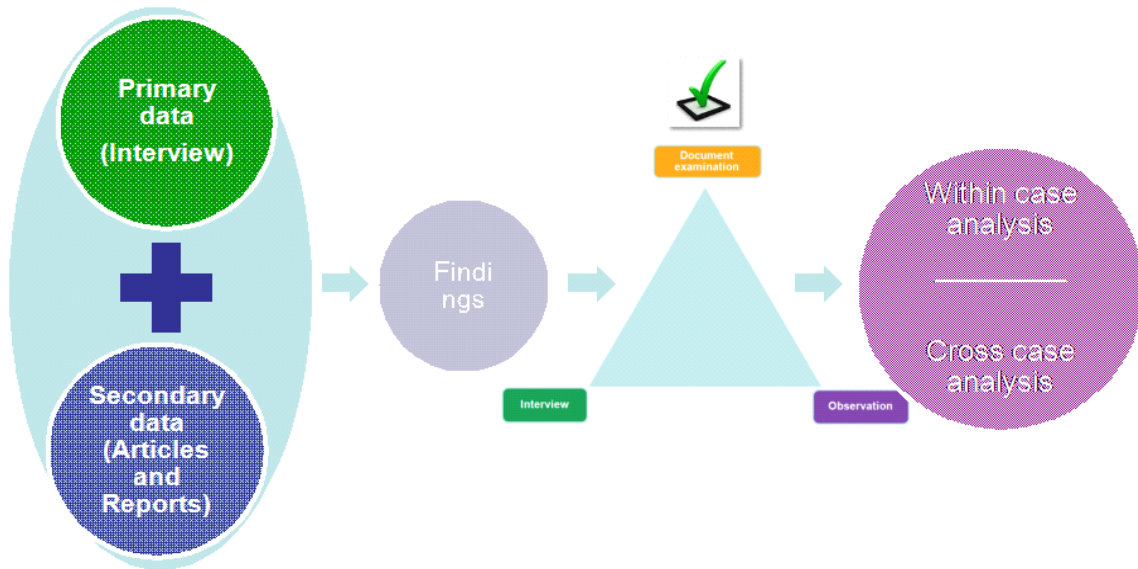 Primary
data
(Interview)
Secondary
data
(Articles
and
Reports)
Findi
ngs
Document
examination
Interview
Observation
Within case
analysis
Cross case
analysis